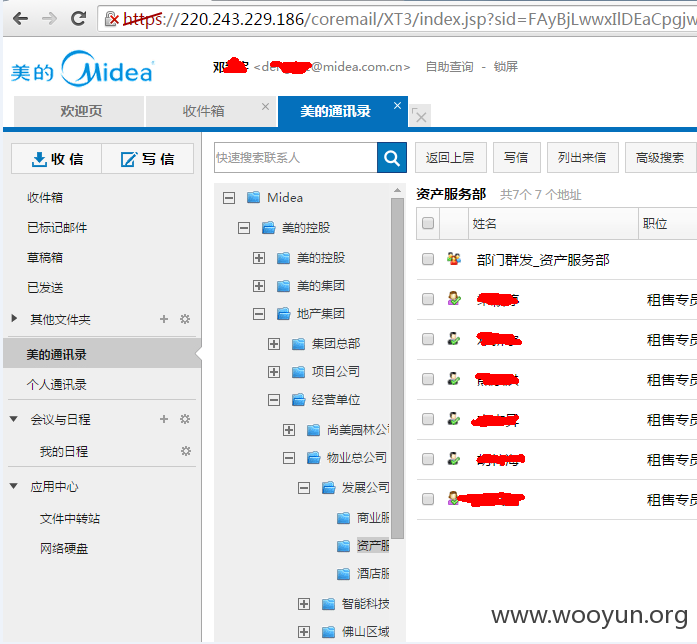 https://220.243.229.186/coremail/XT3/index.jsp?sid=FAyBjLwwxIlDEaCpgjw
美的 Midea
@midea.com.cn> 自助查询 - 锁屏
欢迎页 收件箱 美的通讯录
收信 写信
快速搜索联系人
返回上层 写信 列出来信 高级搜索
收件箱
已标记邮件
草稿箱
已发送
其他文件夹
美的通讯录
个人通讯录
会议与日程
我的日程
应用中心
文件中转站
网络硬盘
Midea
美的控股
美的控股
美的集团
地产集团
集团总部
项目公司
经营单位
尚美园林公
物业总公司
发展公司
商业服
资产服
酒店服
智能科技
佛山区域
资产服务部 共7个 7 个地址
姓名 职位
部门群发_资产服务部
租售专员
租售专员
租售专员
租售专员
租售专员
租售专员
www.wooyun.org